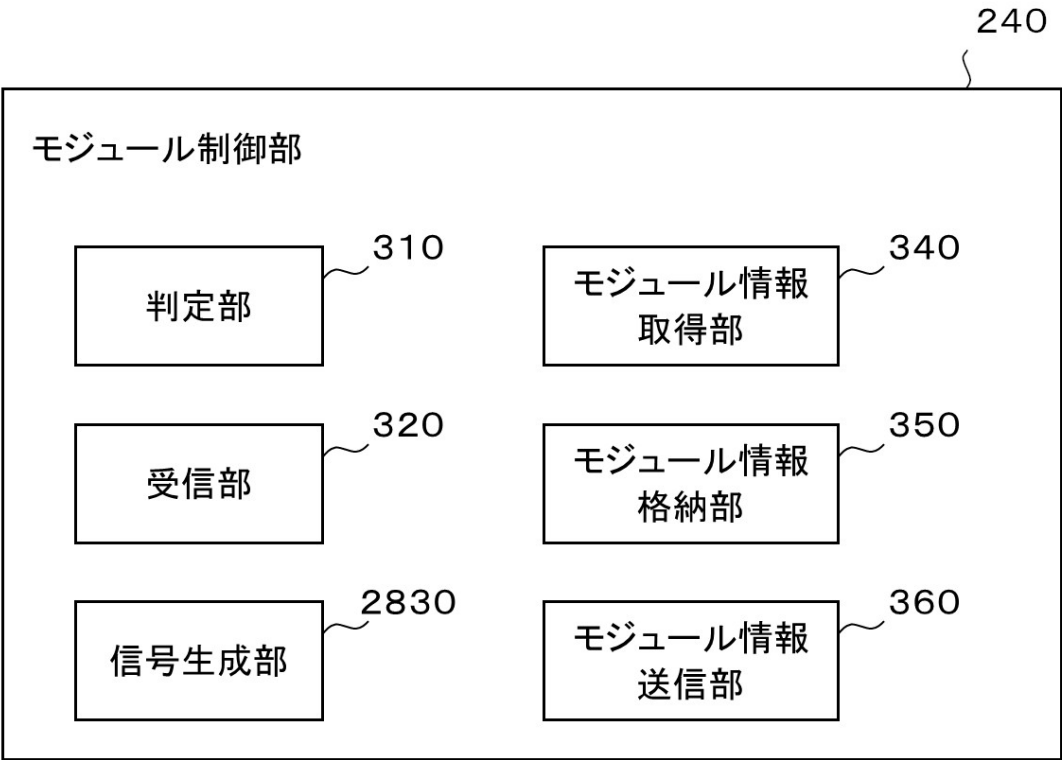 240
モジュール制御部
310
判定部
340
モジュール情報
取得部
320
受信部
350
モジュール情報
格納部
2830
信号生成部
360
モジュール情報
送信部